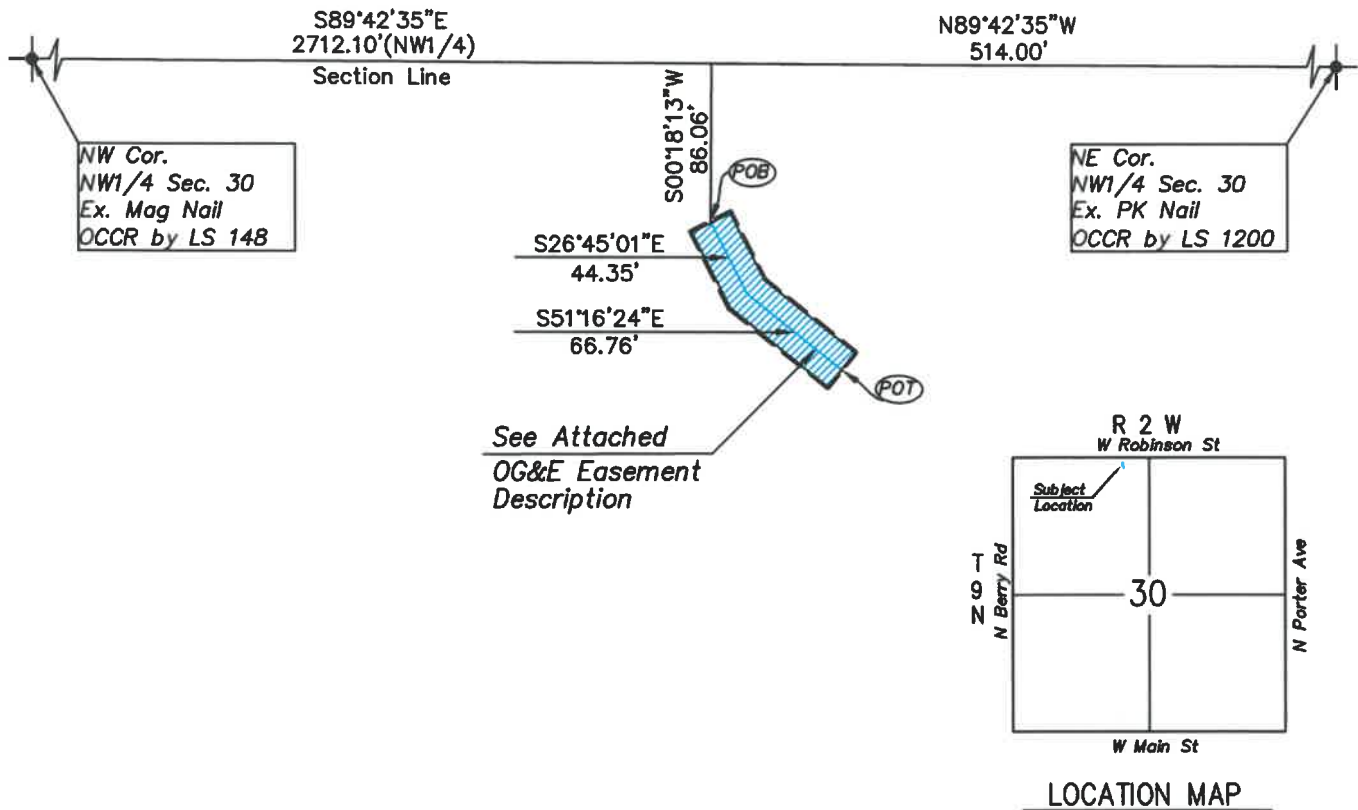 S89°42'35"E
2712.10'(NW1/4)
Section Line
N89°42'35"W
514.00'
S00°18'13"W
86.06'
NW Cor.
NW1/4 Sec. 30
Ex. Mag Nail
OCCR by LS 148
NE Cor.
NW1/4 Sec. 30
Ex. PK Nail
OCCR by LS 1200
POB
S26°45'01"E
44.35'
S51°16'24"E
66.76'
POT
See Attached
OG&E Easement
Description
R 2 W
W Robinson St
Subject
Location
T
9
N
N Berry Rd
30
N Porter Ave
W Main St
LOCATION MAP